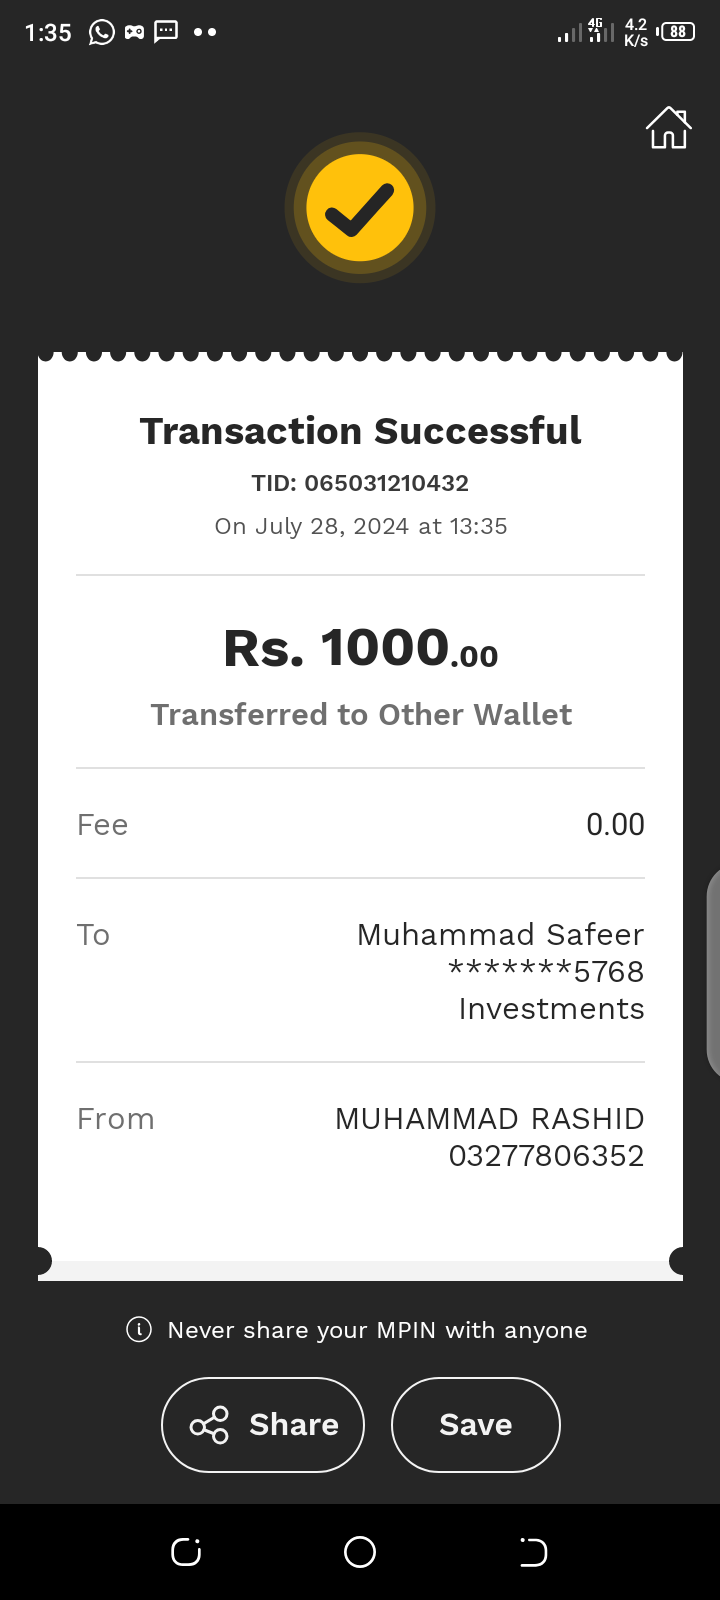 1:35
4G
4.2
K/s
88
Transaction Successful
TID: 065031210432
On July 28, 2024 at 13:35
Rs. 1000.00
Transferred to Other Wallet
Fee 0.00
To Muhammad Safeer
*******5768
Investments
From MUHAMMAD RASHID
03277806352
Never share your MPIN with anyone
Share Save